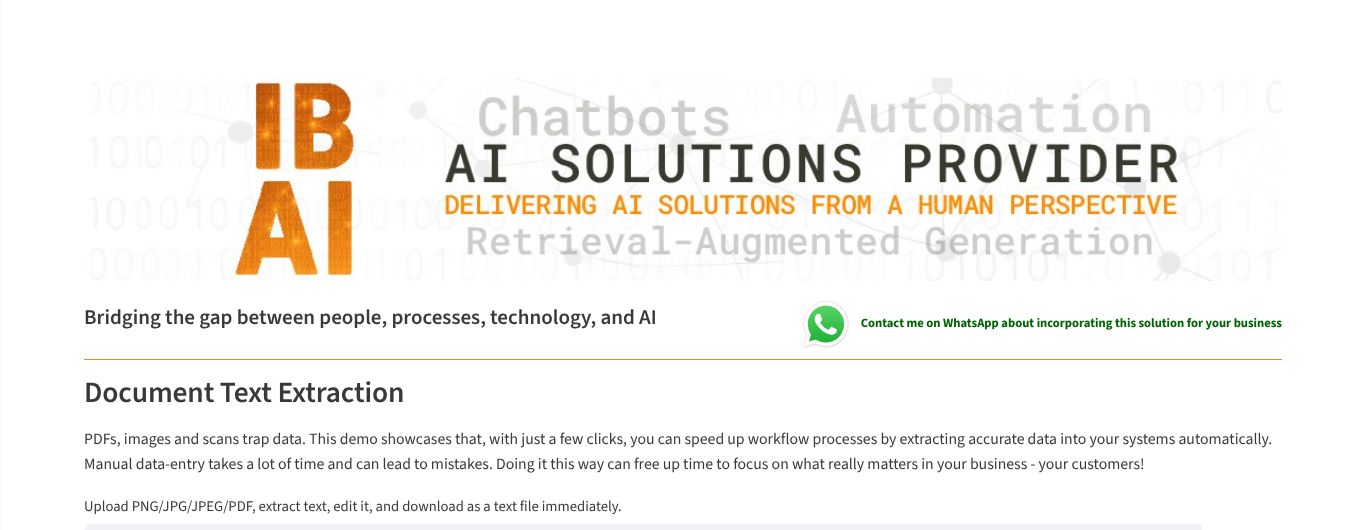 IB
AI
Chatbots Automation
AI SOLUTIONS PROVIDER
DELIVERING AI SOLUTIONS FROM A HUMAN PERSPECTIVE
Retrieval-Augmented Generation
Bridging the gap between people, processes, technology, and AI
Contact me on WhatsApp about incorporating this solution for your business
Document Text Extraction
PDFs, images and scans trap data. This demo showcases that, with just a few clicks, you can speed up workflow processes by extracting accurate data into your systems automatically.
Manual data-entry takes a lot of time and can lead to mistakes. Doing it this way can free up time to focus on what really matters in your business - your customers!
Upload PNG/JPG/JPEG/PDF, extract text, edit it, and download as a text file immediately.